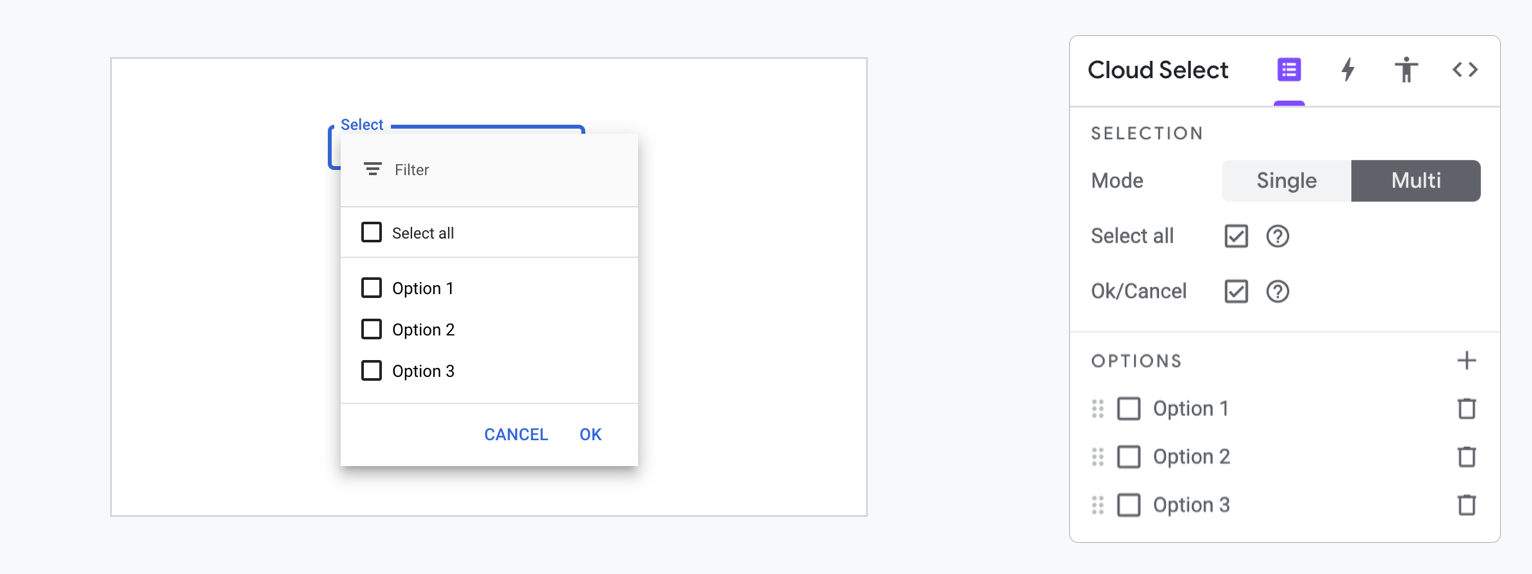 Select
Filter
Select all
Option 1
Option 2
Option 3
CANCEL OK
Cloud Select
SELECTION
Mode Single Multi
Select all
Ok/Cancel
OPTIONS
Option 1
Option 2
Option 3